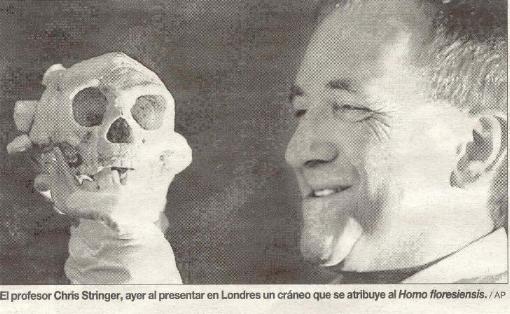 El profesor Chris Stringer, ayer al presentar en Londres un cráneo que se atribuye al Homo floresiensis. / AP